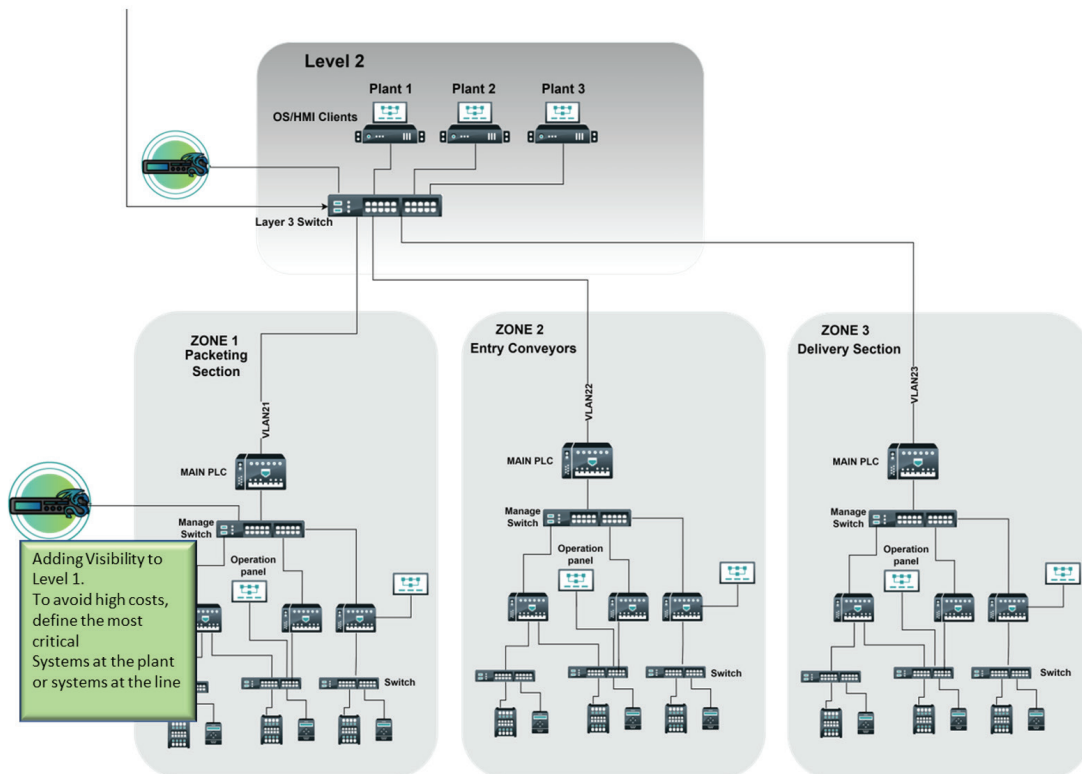 Level 2
Plant 1
Plant 2
Plant 3
OS/HMI Clients
Layer 3 Switch
ZONE 1
Packeting
Section
VLAN21
MAIN PLC
Manage
Switch
Operation
panel
Switch
ZONE 2
Entry Conveyors
VLAN22
MAIN PLC
Manage
Switch
Operation
panel
Switch
ZONE 3
Delivery Section
VLAN23
MAIN PLC
Manage
Switch
Operation
panel
Switch
Adding Visibility to
Level 1.
To avoid high costs,
define the most
critical
Systems at the plant
or systems at the line